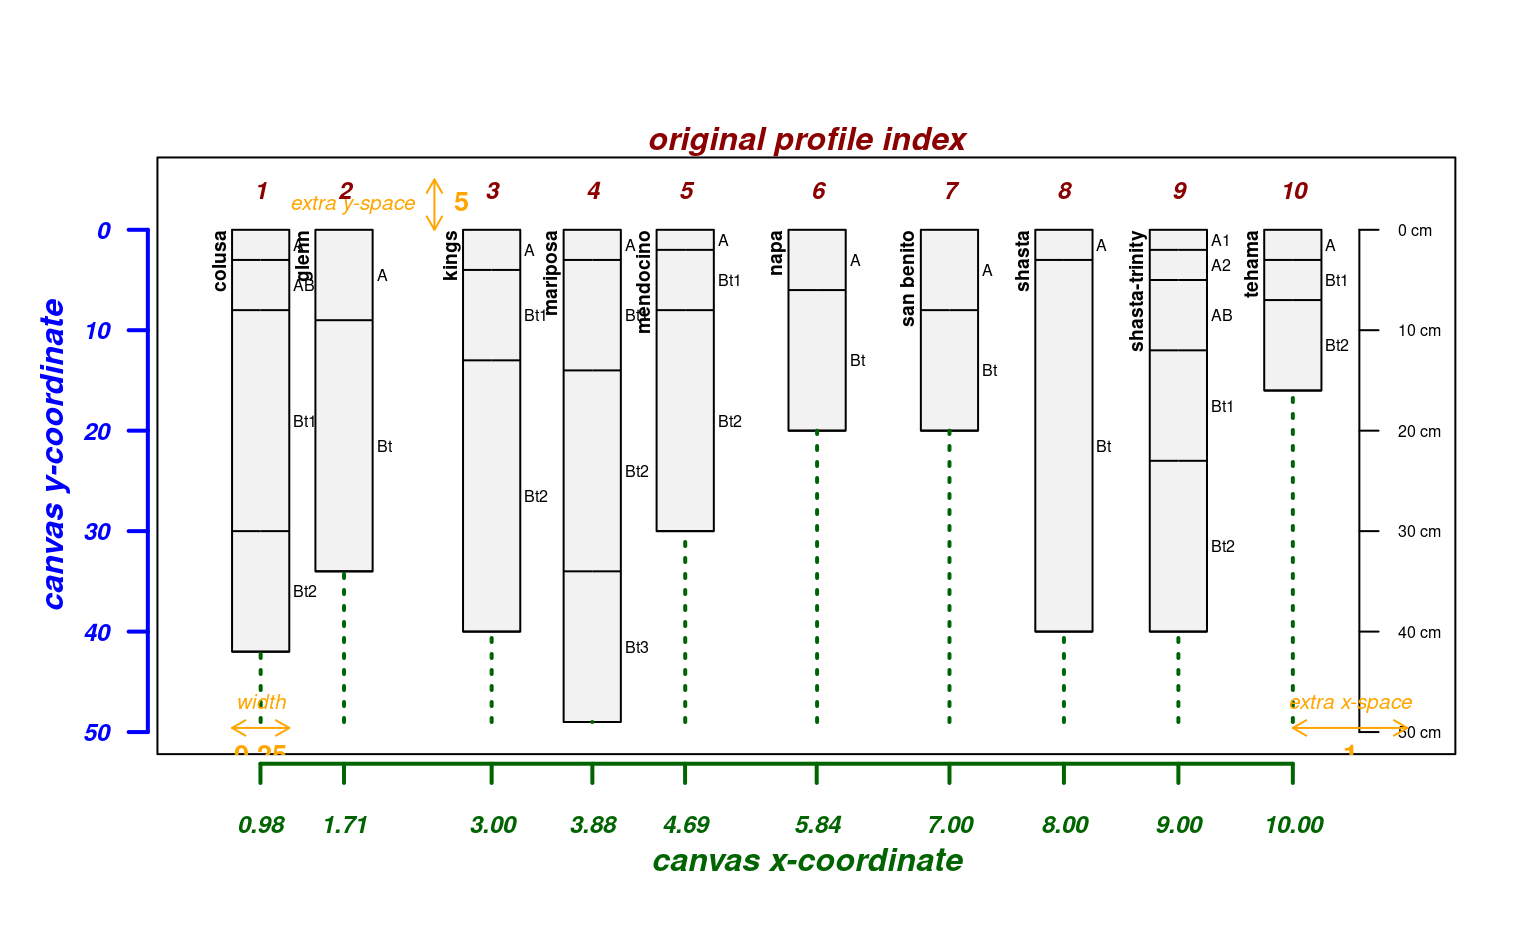 original profile index
1 2 3 4 5 6 7 8 9 10
extra y-space 5
canvas y-coordinate
0
10
20
30
40
50
colusa
A
AB
Bt1
Bt2
glenn
A
Bt
kings
A
Bt1
Bt2
mariposa
A
Bt1
Bt2
Bt3
mendocino
A
Bt1
Bt2
napa
A
Bt
san benito
A
Bt
shasta
A
Bt
shasta-trinity
A1
A2
AB
Bt1
Bt2
tehama
A
Bt1
Bt2
0 cm
10 cm
20 cm
30 cm
40 cm
50 cm
width
0.25
extra x-space
1
0.98 1.71 3.00 3.88 4.69 5.84 7.00 8.00 9.00 10.00
canvas x-coordinate